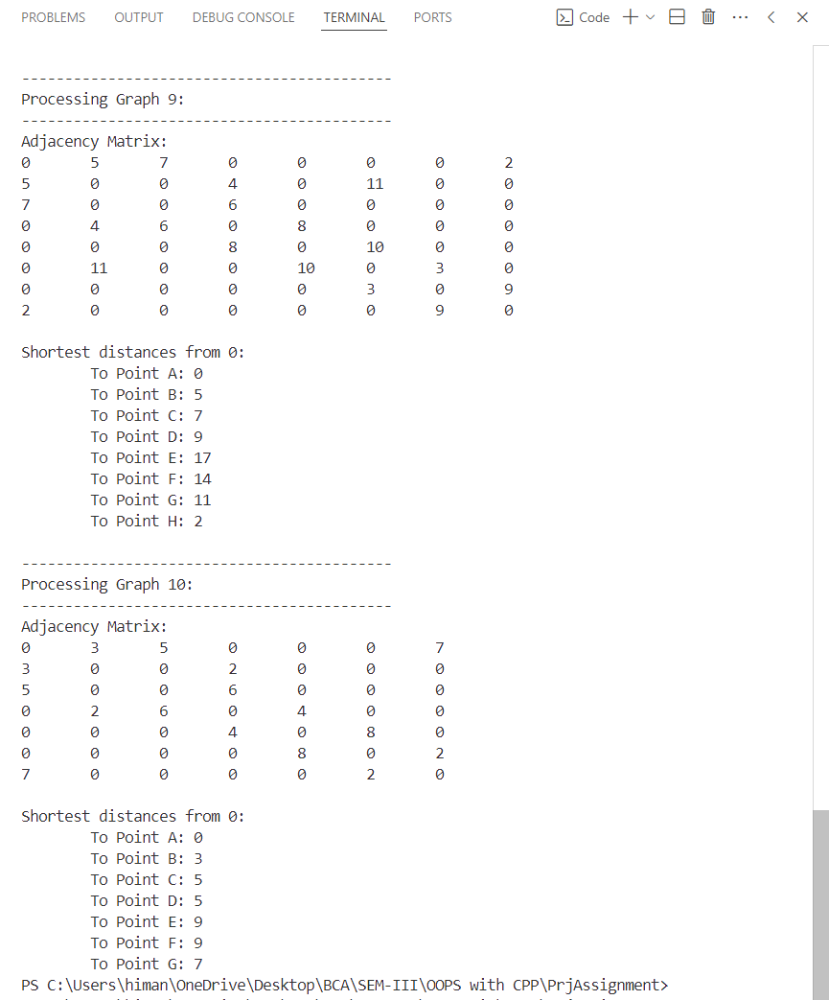 PROBLEMS OUTPUT DEBUG CONSOLE TERMINAL PORTS Code
-------------------------------------------
Processing Graph 9:
-------------------------------------------
Adjacency Matrix:
0 5 7 0 0 0 0 2
5 0 0 4 0 11 0 0
7 0 0 6 0 0 0 0
0 4 6 0 8 0 0 0
0 0 0 8 0 10 0 0
0 11 0 0 10 0 3 0
0 0 0 0 0 3 0 9
2 0 0 0 0 0 9 0
Shortest distances from 0:
To Point A: 0
To Point B: 5
To Point C: 7
To Point D: 9
To Point E: 17
To Point F: 14
To Point G: 11
To Point H: 2
-------------------------------------------
Processing Graph 10:
-------------------------------------------
Adjacency Matrix:
0 3 5 0 0 0 7
3 0 0 2 0 0 0
5 0 0 6 0 0 0
0 2 6 0 4 0 0
0 0 0 4 0 8 0
0 0 0 0 8 0 2
7 0 0 0 0 2 0
Shortest distances from 0:
To Point A: 0
To Point B: 3
To Point C: 5
To Point D: 5
To Point E: 9
To Point F: 9
To Point G: 7
PS C:\Users\himan\OneDrive\Desktop\BCA\SEM-III\OOPS with CPP\PrjAssignment>